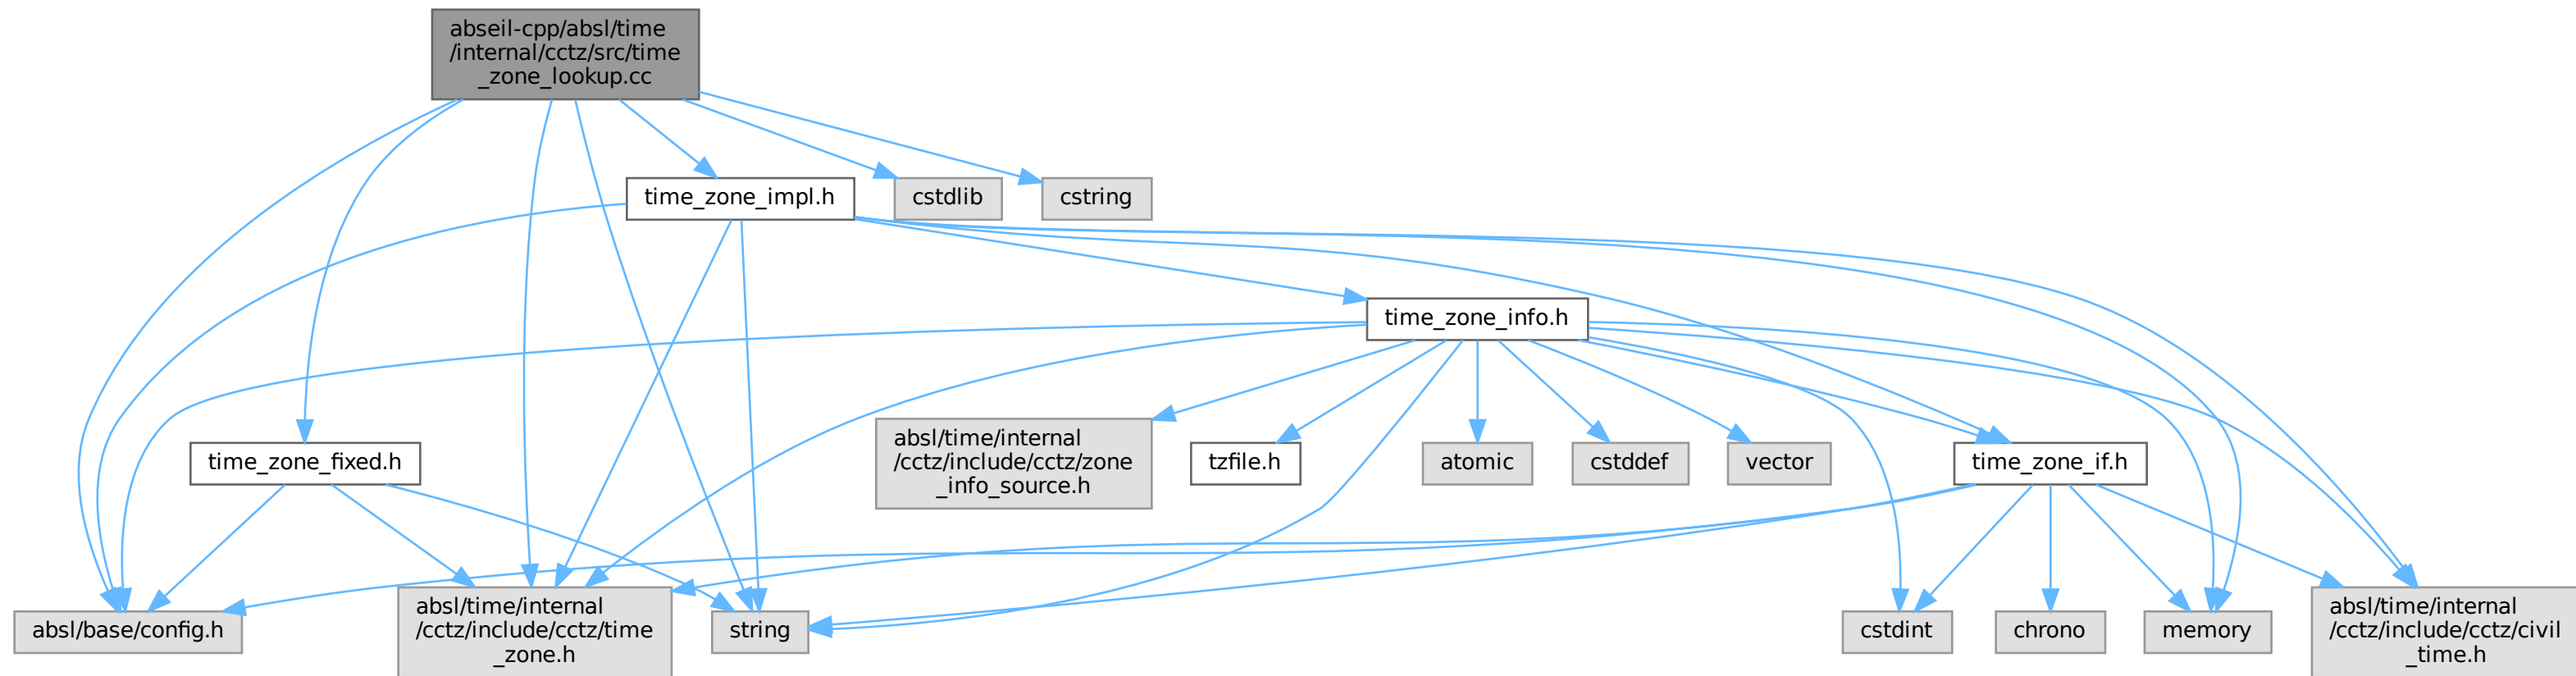 abseil-cpp/absl/time
/internal/cctz/src/time
_zone_lookup.cc
time_zone_impl.h
cstdlib
cstring
time_zone_info.h
time_zone_fixed.h
absl/time/internal
/cctz/include/cctz/zone
_info_source.h
tzfile.h
atomic
cstddef
vector
time_zone_if.h
absl/base/config.h
absl/time/internal
/cctz/include/cctz/time
_zone.h
string
cstdint
chrono
memory
absl/time/internal
/cctz/include/cctz/civil
_time.h